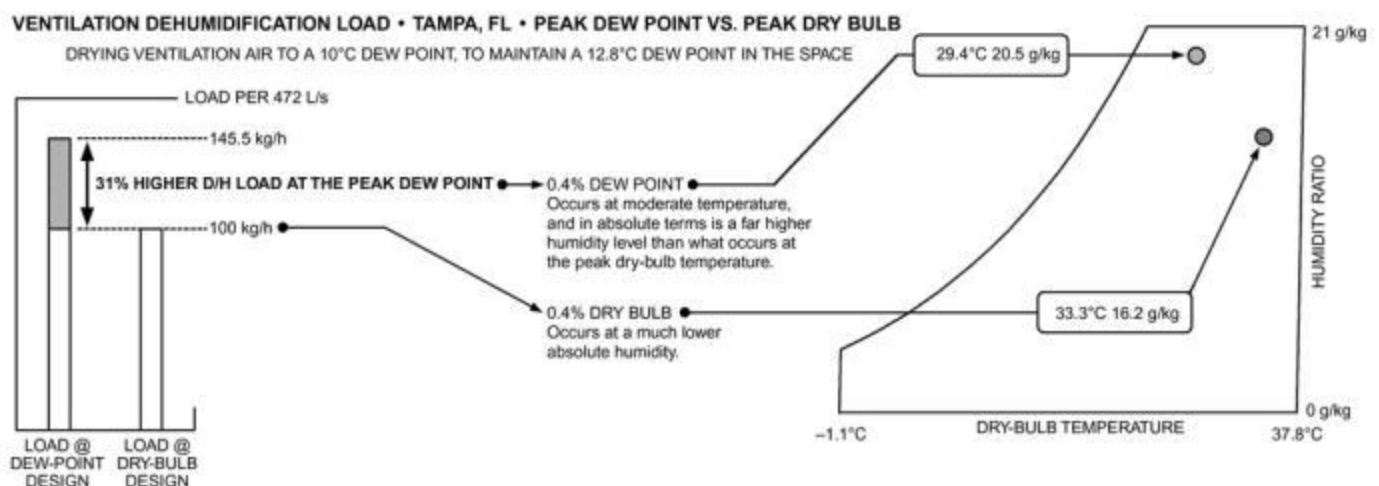 VENTILATION DEHUMIDIFICATION LOAD • TAMPA, FL • PEAK DEW POINT VS. PEAK DRY BULB
DRYING VENTILATION AIR TO A 10°C DEW POINT, TO MAINTAIN A 12.8°C DEW POINT IN THE SPACE
29.4°C 20.5 g/kg
21 g/kg
LOAD PER 472 L/s
145.5 kg/h
31% HIGHER D/H LOAD AT THE PEAK DEW POINT
0.4% DEW POINT
Occurs at moderate temperature,
and in absolute terms is a far higher
humidity level than what occurs at
the peak dry-bulb temperature.
100 kg/h
0.4% DRY BULB
Occurs at a much lower
absolute humidity.
33.3°C 16.2 g/kg
HUMIDITY RATIO
0 g/kg
–1.1°C
DRY-BULB TEMPERATURE
37.8°C
LOAD @
DEW-POINT
DESIGN
LOAD @
DRY-BULB
DESIGN